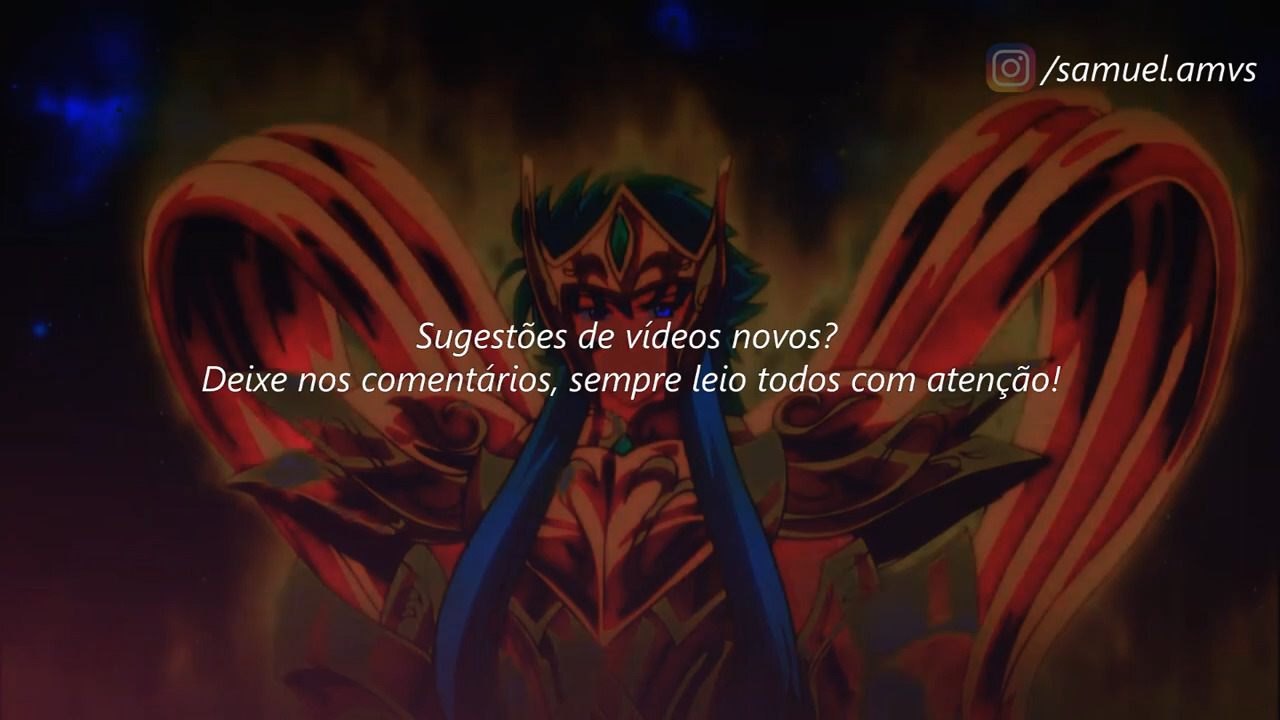 /samuel.amvs
Sugestões de vídeos novos?
Deixe nos comentários, sempre leio todos com atenção!